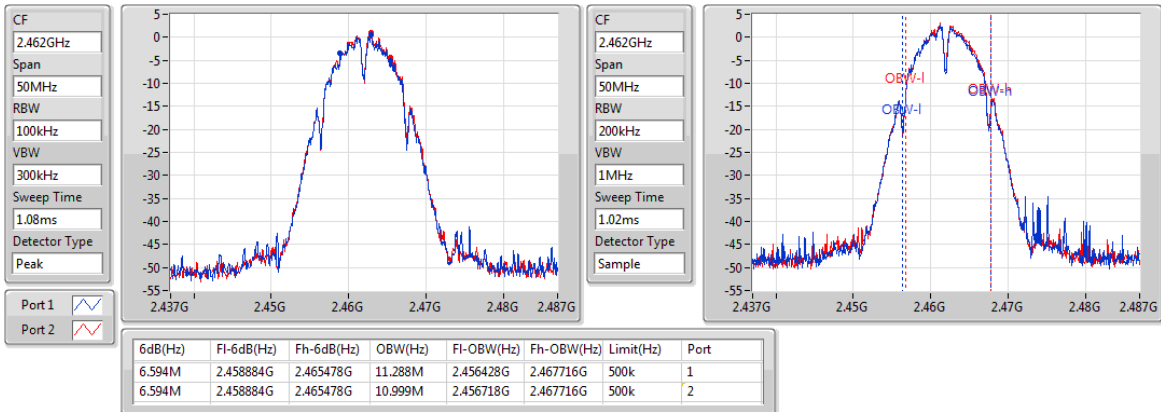 CF
2.462GHz
Span
50MHz
RBW
100kHz
VBW
300kHz
Sweep Time
1.08ms
Detector Type
Peak
Port 1
Port 2
5
0
-5
-10
-15
-20
-25
-30
-35
-40
-45
-50
-55
2.437G 2.45G 2.46G 2.47G 2.487G
CF
2.462GHz
Span
50MHz
RBW
200kHz
VBW
1MHz
Sweep Time
1.02ms
Detector Type
Sample
5
0
-5
-10
-15
-20
-25
-30
-35
-40
-45
-50
-55
OBW-l
OBW-l
OBW-h
2.437G 2.45G 2.46G 2.47G 2.48G 2.487G
6dB(Hz) Fl-6dB(Hz) Fh-6dB(Hz) OBW(Hz) Fl-OBW(Hz) Fh-OBW(Hz) Limit(Hz) Port
6.594M 2.458884G 2.465478G 11.288M 2.456428G 2.467716G 500k 1
6.594M 2.458884G 2.465478G 10.999M 2.456718G 2.467716G 500k 2